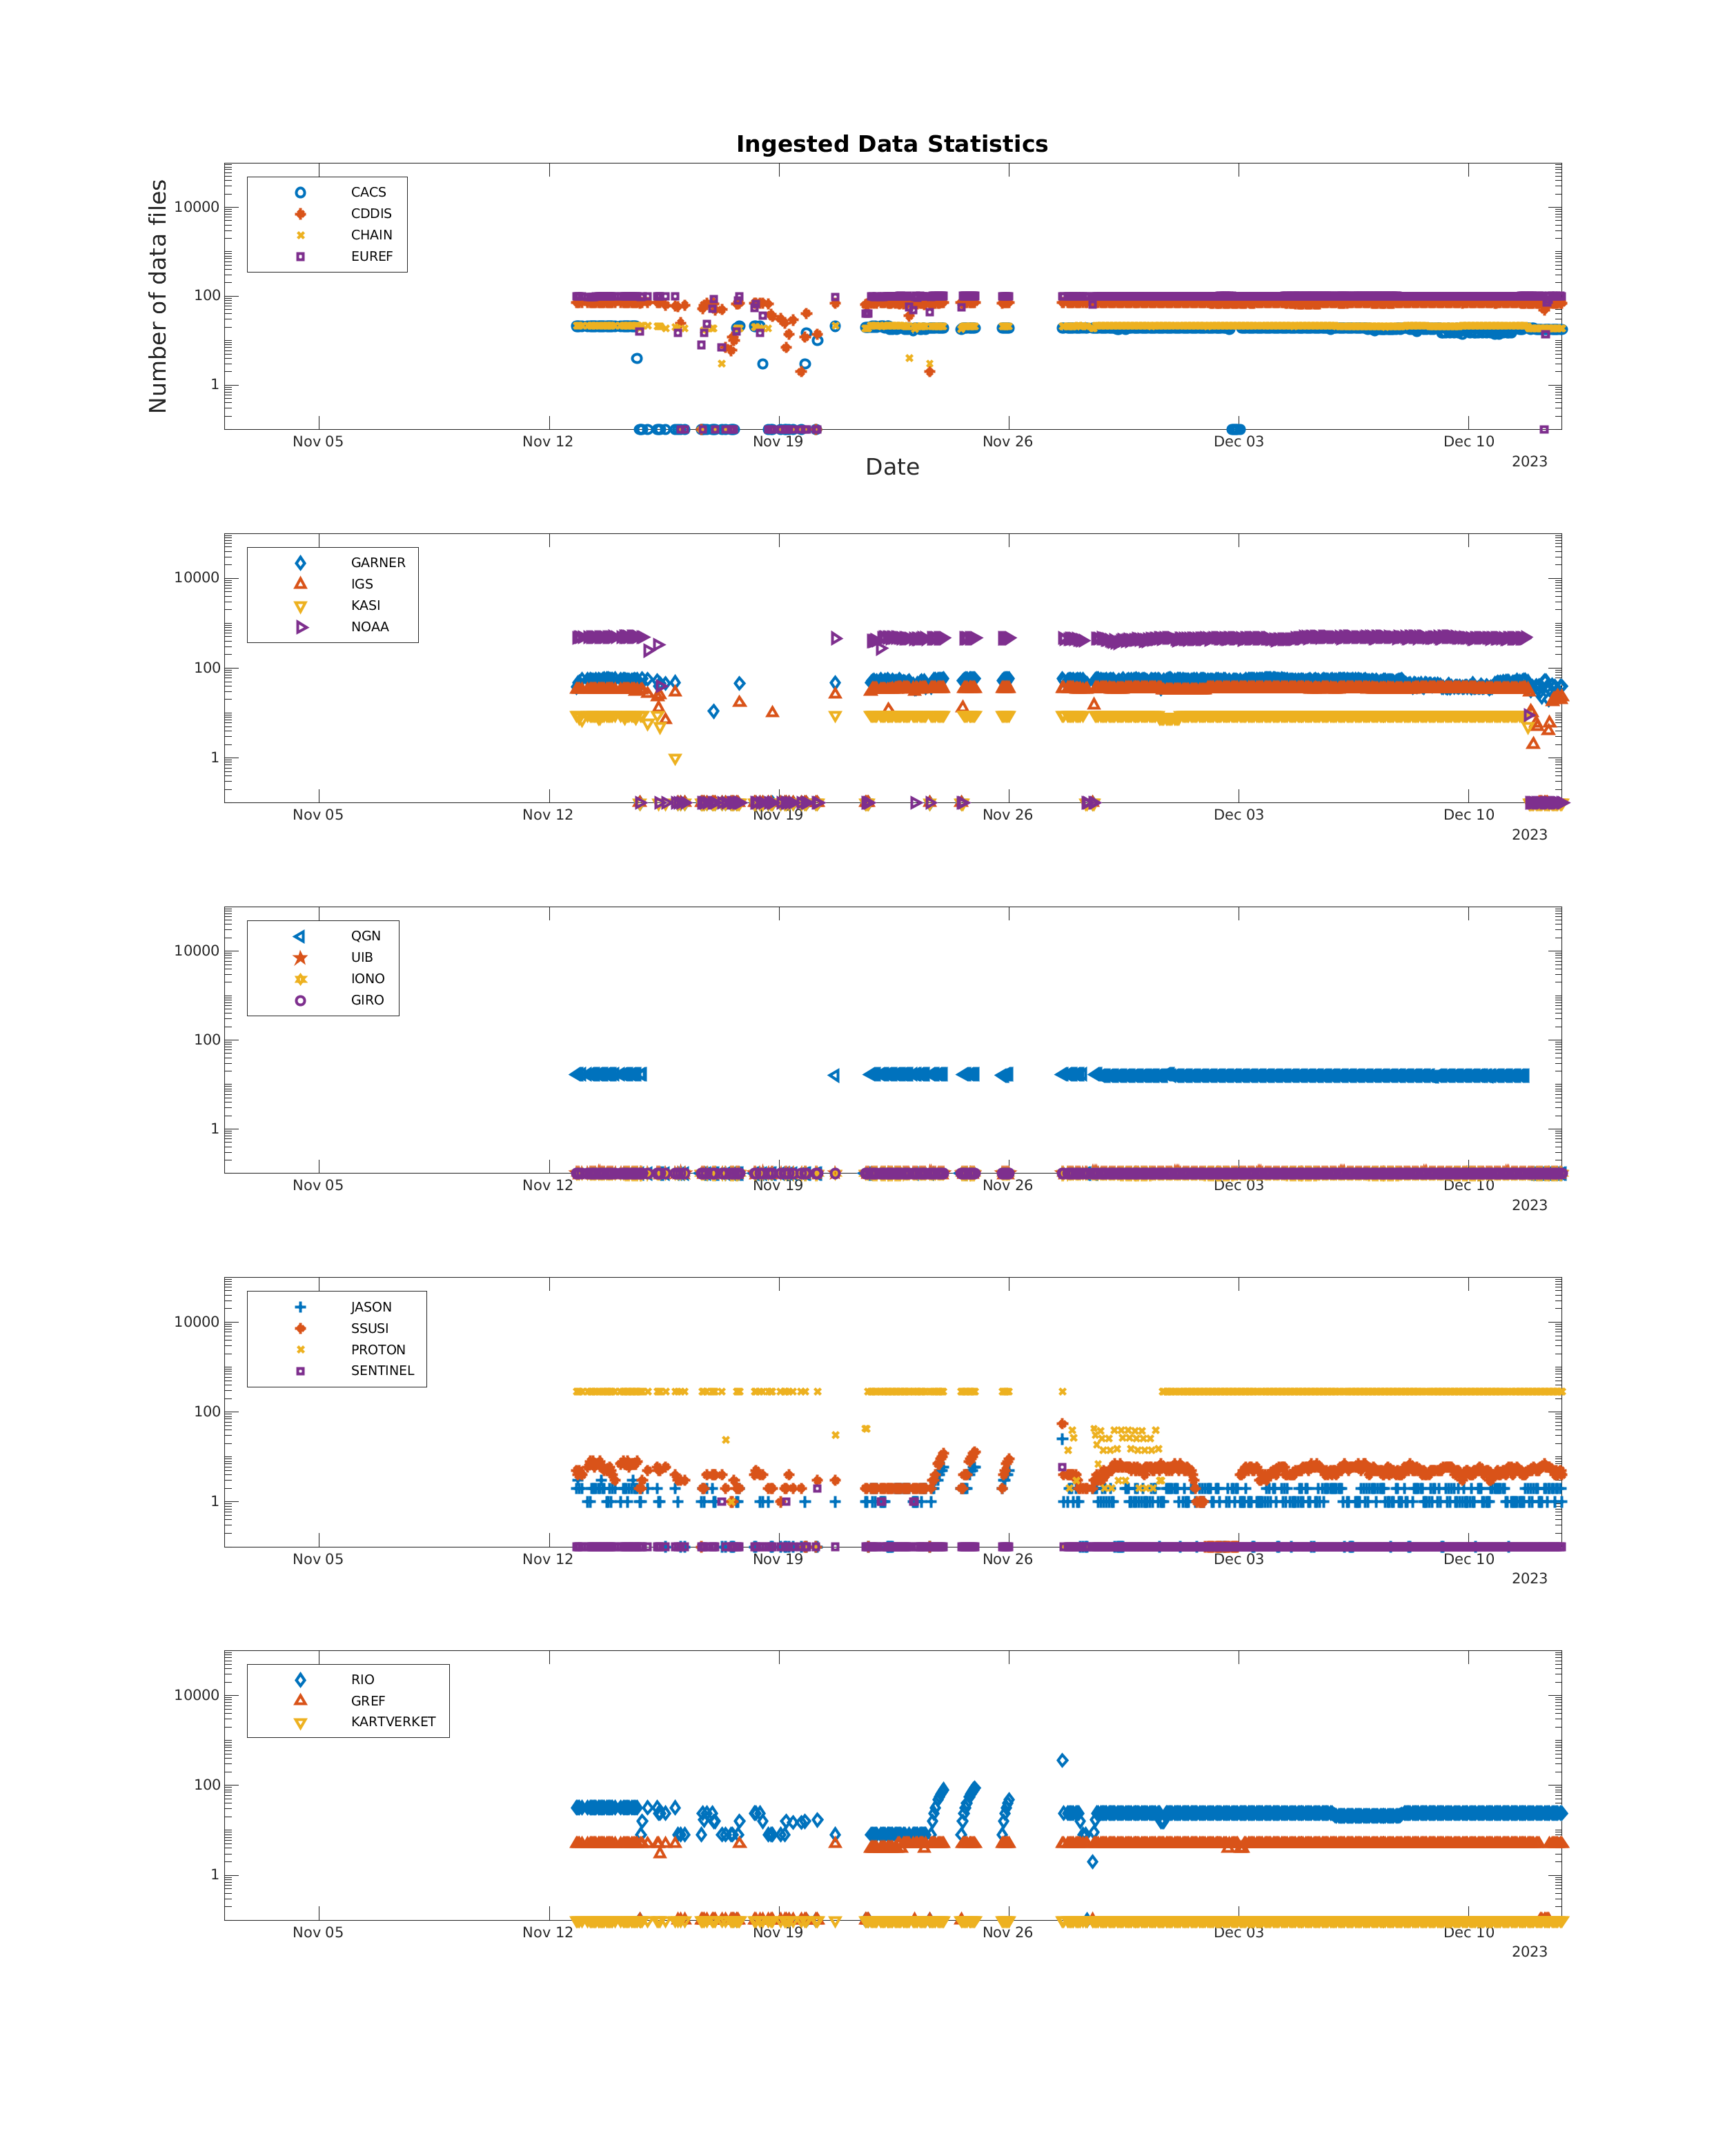 Ingested Data Statistics
Number of data files
10000
100
1
CACS
CDDIS
CHAIN
EUREF
Nov 05
Nov 12
Nov 19
Nov 26
Dec 03
Dec 10
2023
Date
10000
100
1
GARNER
IGS
KASI
NOAA
Nov 05
Nov 12
Nov 19
Nov 26
Dec 03
Dec 10
2023
10000
100
1
QGN
UIB
IONO
GIRO
Nov 05
Nov 12
Nov 19
Nov 26
Dec 03
Dec 10
2023
10000
100
1
JASON
SSUSI
PROTON
SENTINEL
Nov 05
Nov 12
Nov 19
Nov 26
Dec 03
Dec 10
2023
10000
100
1
RIO
GREF
KARTVERKET
Nov 05
Nov 12
Nov 19
Nov 26
Dec 03
Dec 10
2023